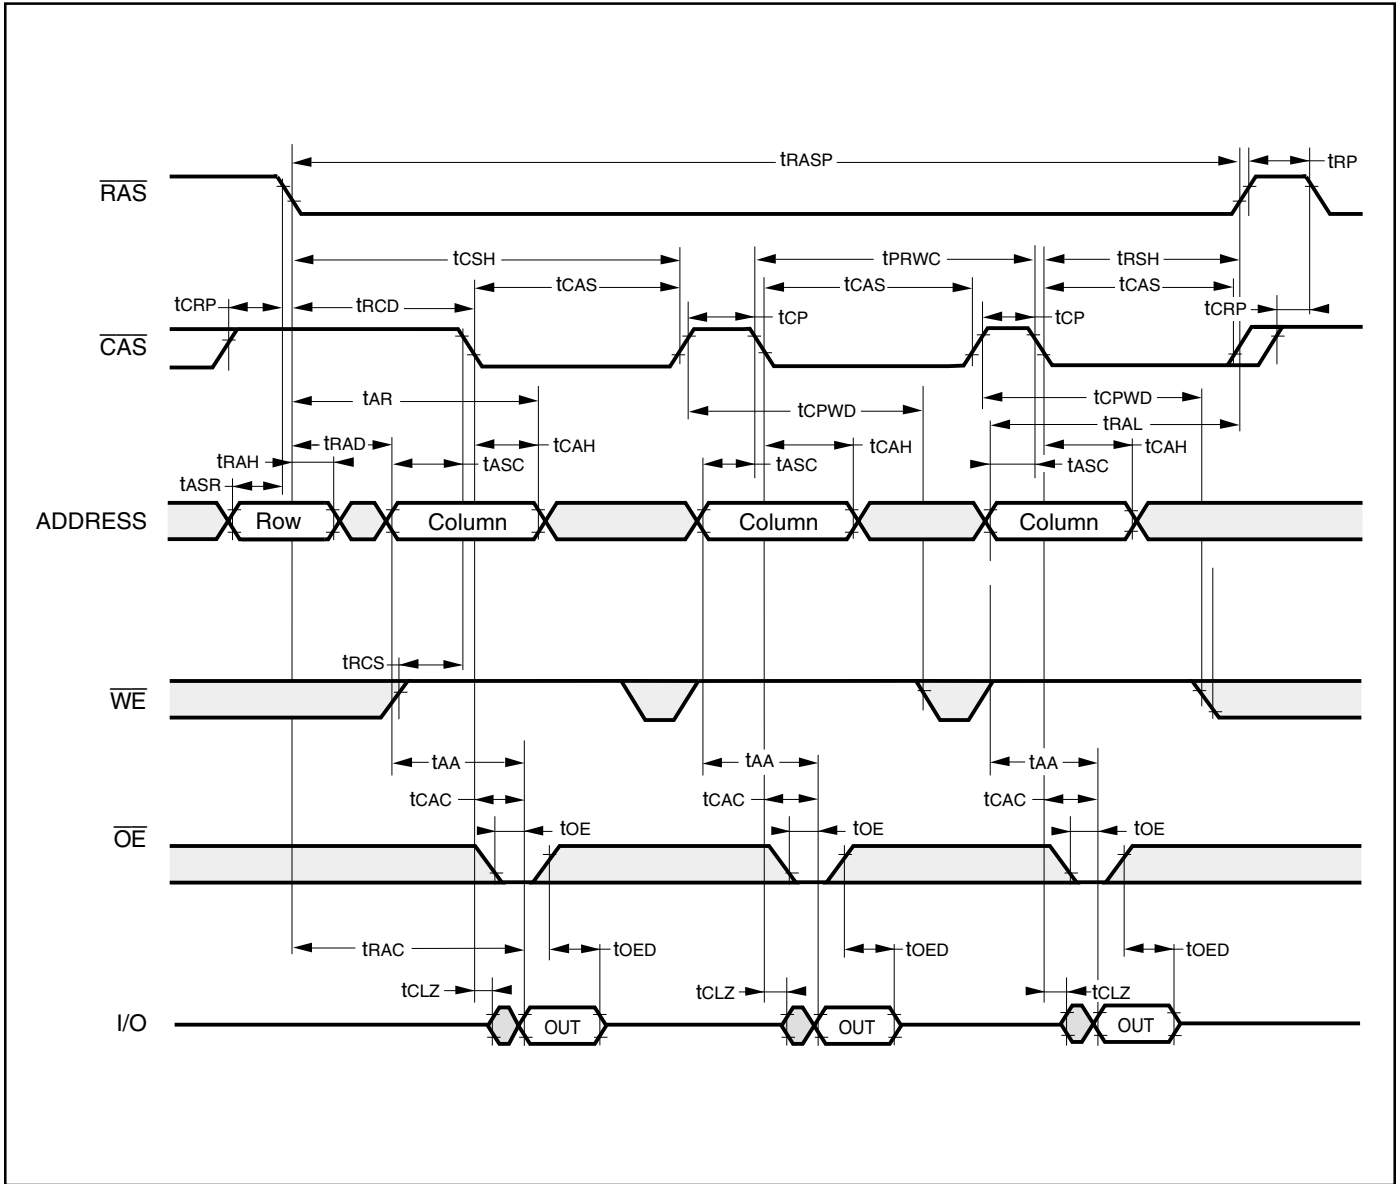 tRASP
tRP
RAS
tCSH
tPRWC
tRSH
tCAS
tCAS
tCAS
tCRP
tRCD
tCP
tCP
tCRP
CAS
tAR
tCPWD
tCPWD
tRAL
tRAD
tCAH
tCAH
tCAH
tRAH
tASC
tASC
tASC
tASR
ADDRESS
Row
Column
Column
Column
tRCS
WE
tAA
tAA
tAA
tCAC
tCAC
tCAC
OE
tOE
tOE
tOE
tRAC
tOED
tOED
tOED
tCLZ
tCLZ
tCLZ
I/O
OUT
OUT
OUT